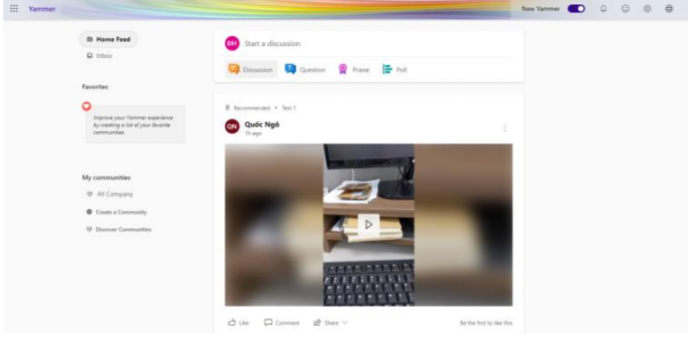 Yammer
New Yammer
Home Feed
Inbox
Favorites
Improve your Yammer experience
by creating a list of your favorite
communities.
My communities
All Company
Create a Community
Discover Communities
BH
Start a discussion
Discussion
Question
Praise
Poll
Recommended • Test 1
QN
Quốc Ngô
1h ago
Like
Comment
Share
Be the first to like this